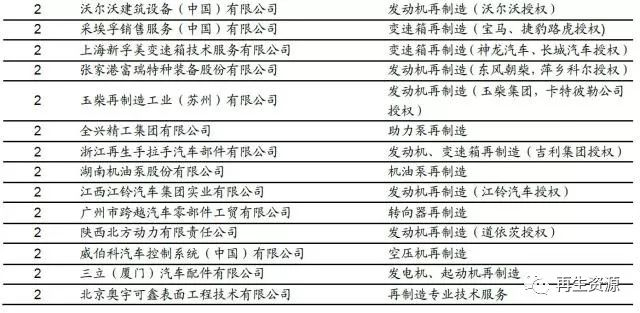 2 沃尔沃建筑设备（中国）有限公司 发动机再制造（沃尔沃授权）
2 采埃孚销售服务（中国）有限公司 变速箱再制造（宝马、捷豹路虎授权）
2 上海新孚美变速箱技术服务有限公司 变速箱再制造（神龙汽车、长城汽车授权）
2 张家港富瑞特种装备股份有限公司 发动机再制造（东风朝柴，萍乡科尔授权）
2 玉柴再制造工业（苏州）有限公司 发动机再制造（玉柴集团，卡特彼勒公司
授权）
2 全兴精工集团有限公司 助力泵再制造
2 浙江再生手拉手汽车部件有限公司 发动机、变速箱再制造（吉利集团授权）
2 湖南机油泵股份有限公司 机油泵再制造
2 江西江铃汽车集团实业有限公司 发动机再制造（江铃汽车授权）
2 广州市跨越汽车零部件工贸有限公司 转向器再制造
2 陕西北方动力有限责任公司 发动机再制造（道依茨授权）
2 威伯科汽车控制系统（中国）有限公司 空压机再制造
2 三立（厦门）汽车配件有限公司 发电机、起动机再制造
2 北京奥宇可鑫表面工程技术有限公司 再制造专业技术服务
再生资源